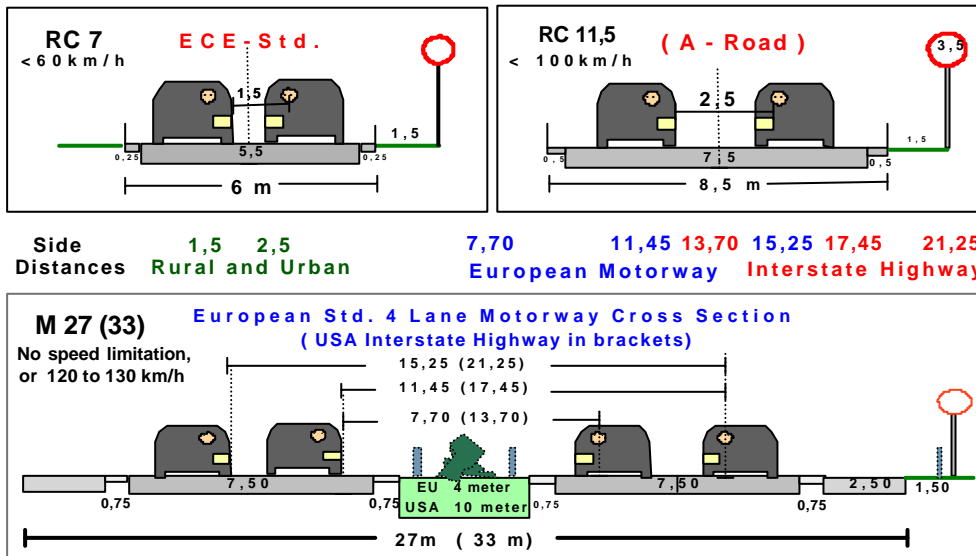 RC 7
ECE-Std.
< 60km/h
1,5
1,5
0,25
5,5
0,25
6 m
RC 11,5
( A - Road )
3,5
< 100km/h
2,5
1,5
0,5
7,5
0,5
8,5 m
Side Distances
1,5 2,5
Rural and Urban
7,70 11,45 13,70 15,25 17,45 21,25
European Motorway
Interstate Highway
M 27 (33)
European Std. 4 Lane Motorway Cross Section
( USA Interstate Highway in brackets)
No speed limitation,
or 120 to 130 km/h
15,25 (21,25)
11,45 (17,45)
7,70 (13,70)
7,50
EU 4 meter
USA 10 meter
7,50
2,50
1,50
0,75
0,75
0,75
0,75
27m ( 33 m)